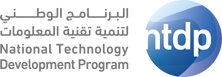 البرنامج الوطني
لتنمية تقنية المعلومات
National Technology
Development Program
ntdp